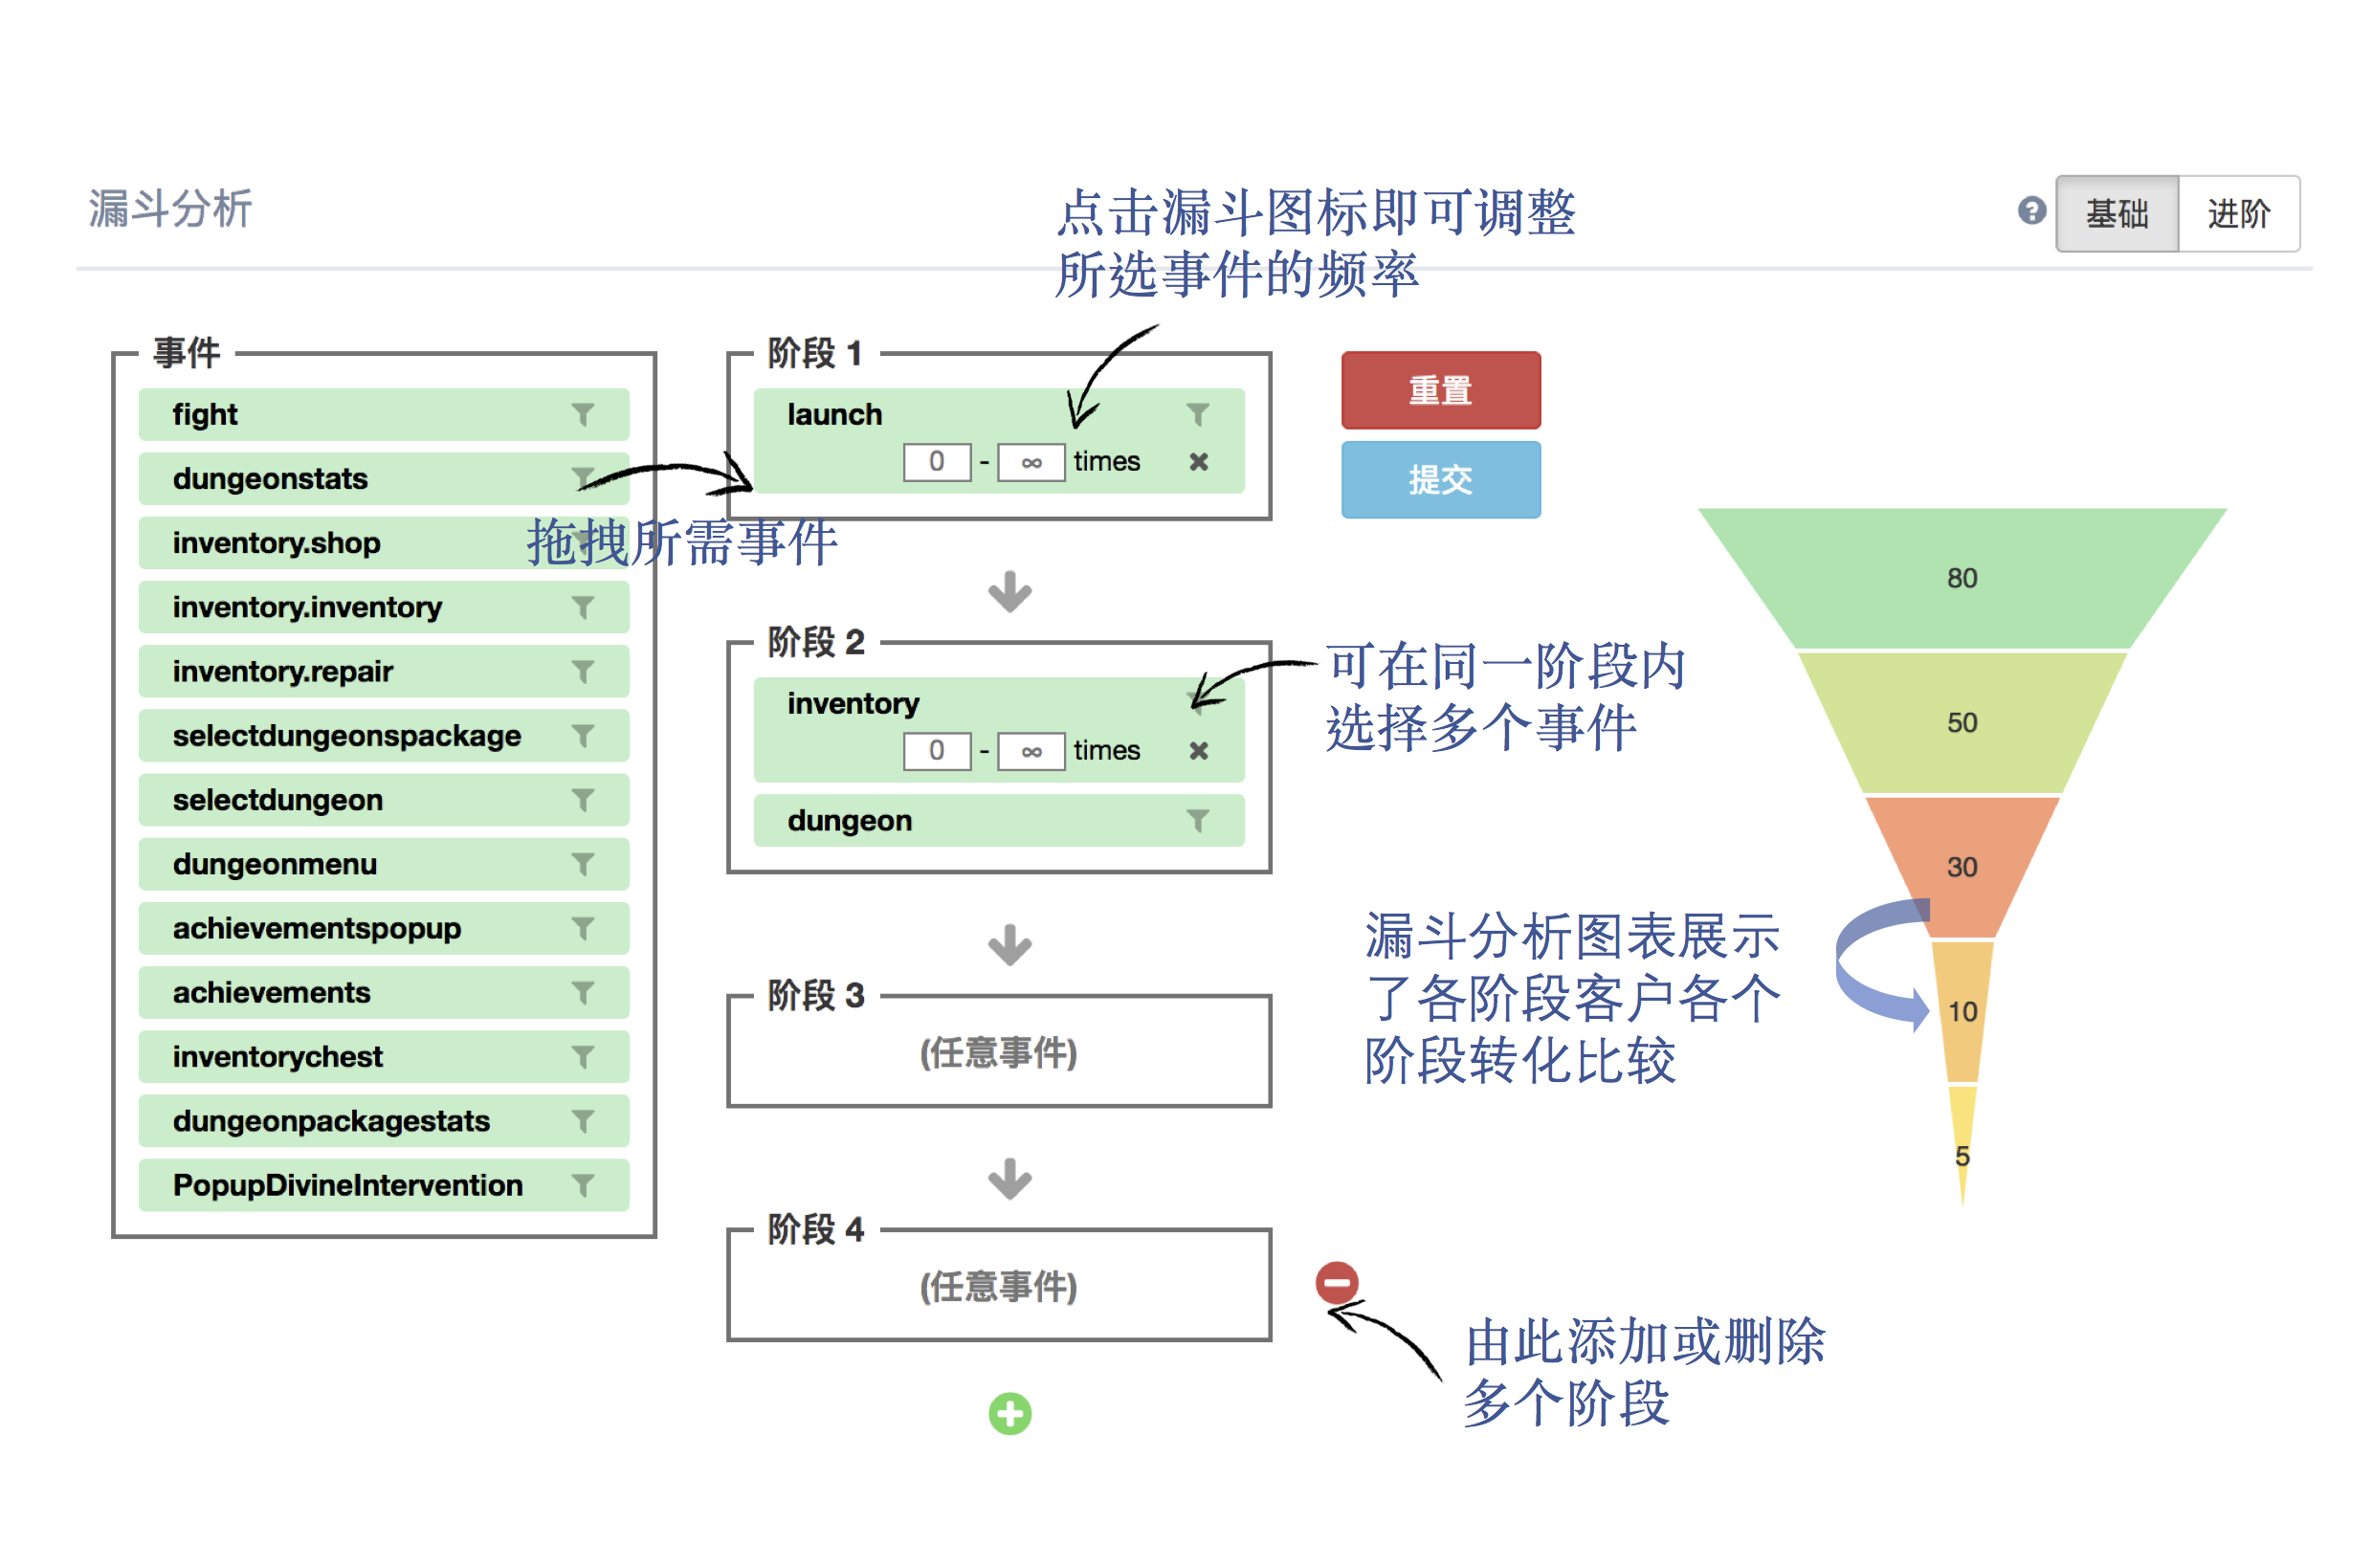 漏斗分析
点击漏斗图标即可调整
所选事件的频率
基础
进阶
事件
fight
dungeonstats
inventory.shop
inventory.inventory
inventory.repair
selectdungeonspackage
selectdungeon
dungeonmenu
achievementspopup
achievements
inventorychest
dungeonpackagestats
PopupDivineIntervention
拖拽所需事件
阶段 1
launch
0 - ∞ times
阶段 2
inventory
0 - ∞ times
dungeon
阶段 3
(任意事件)
阶段 4
(任意事件)
重置
提交
可在同一阶段内
选择多个事件
漏斗分析图表展示
了各阶段客户各个
阶段转化比较
由此添加或删除
多个阶段
80
50
30
10
5